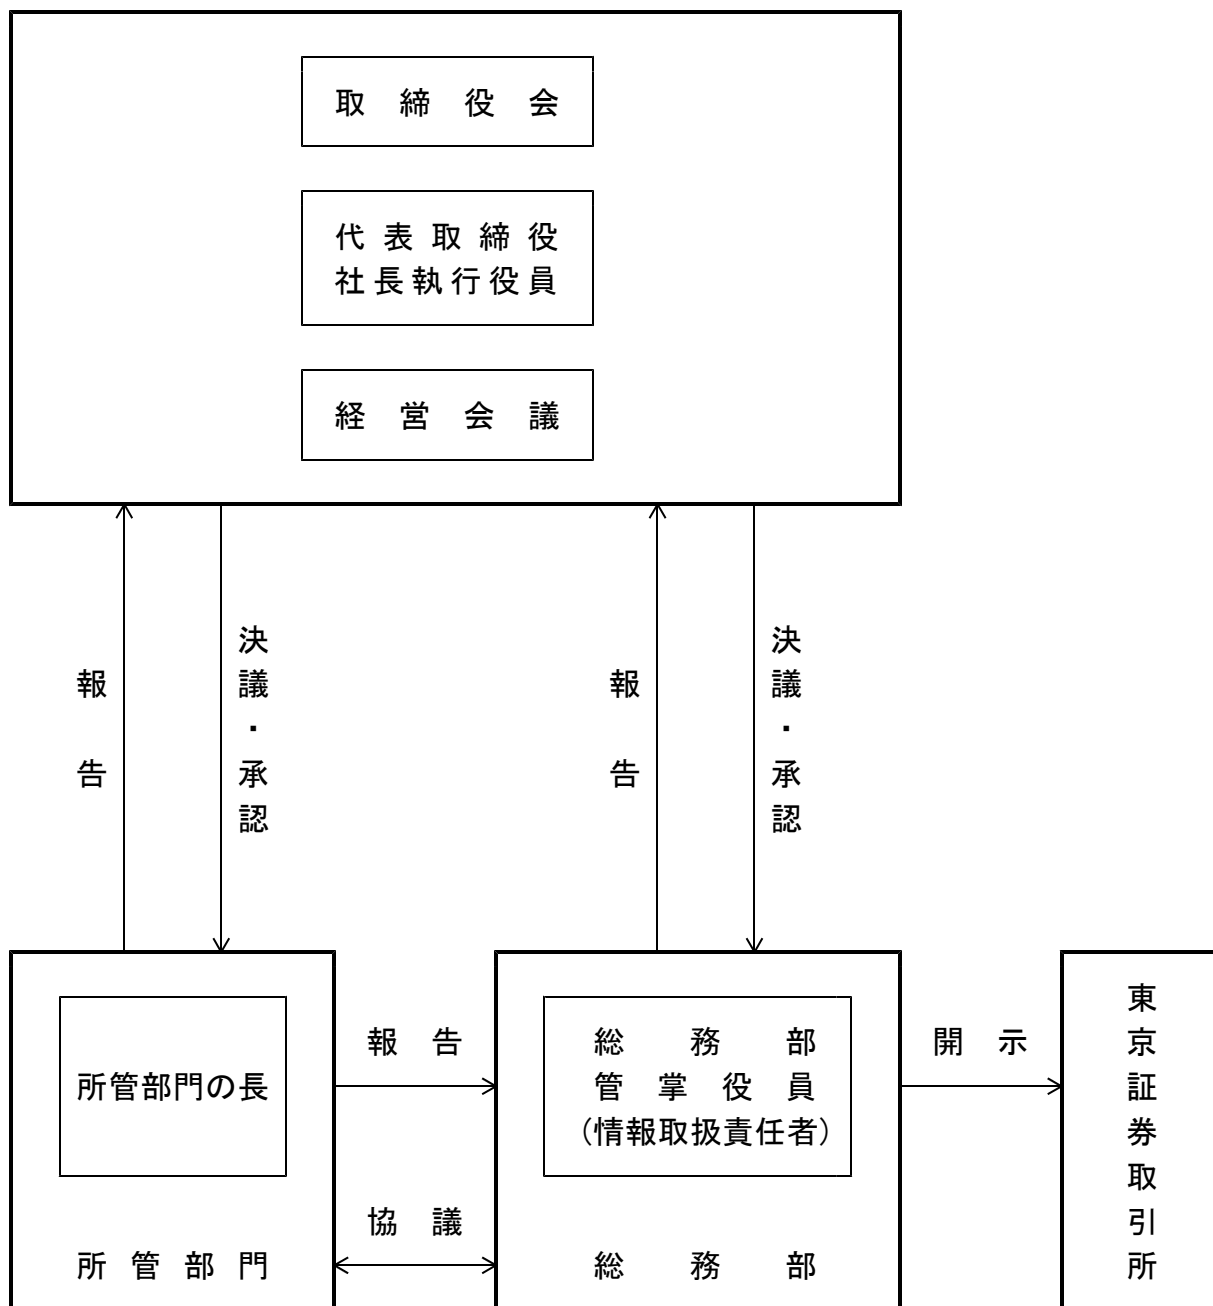 取締役会
代表取締役
社長執行役員
経営会議
報告
決議・承認
報告
決議・承認
所管部門の長
所管部門
報告
協議
総務部
管掌役員
（情報取扱責任者）
総務部
開示
東京証券取引所